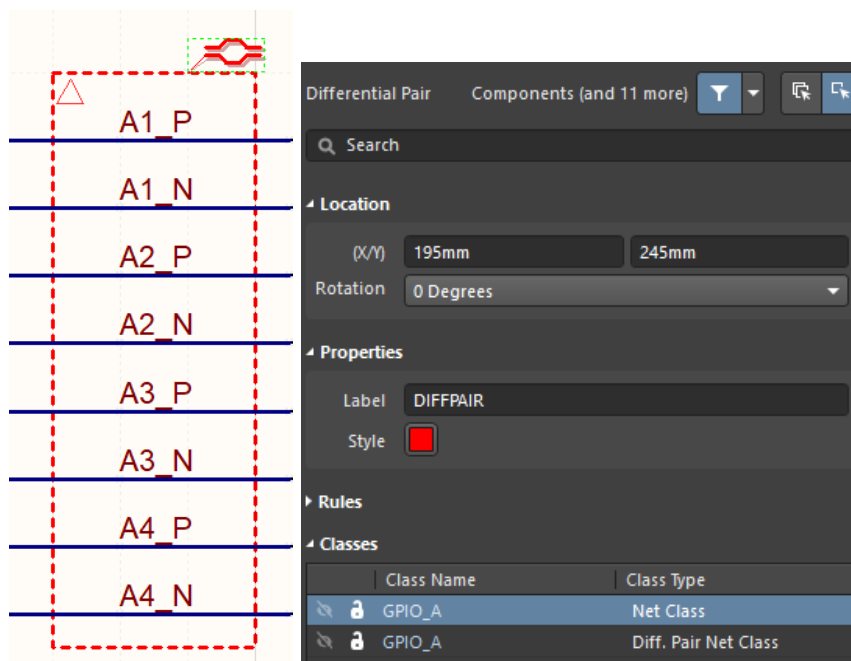 A1_P
A1_N
A2_P
A2_N
A3_P
A3_N
A4_P
A4_N
Differential Pair Components (and 11 more)
Search
Location
(X/Y) 195mm 245mm
Rotation 0 Degrees
Properties
Label DIFFPAIR
Style
Rules
Classes
Class Name Class Type
GPIO_A Net Class
GPIO_A Diff. Pair Net Class